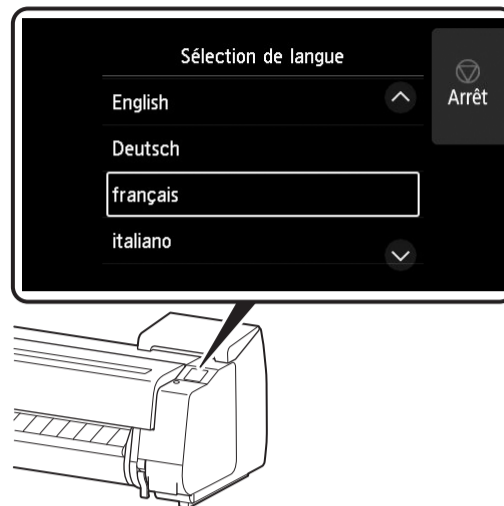 Sélection de langue
Arrêt
English
Deutsch
français
italiano